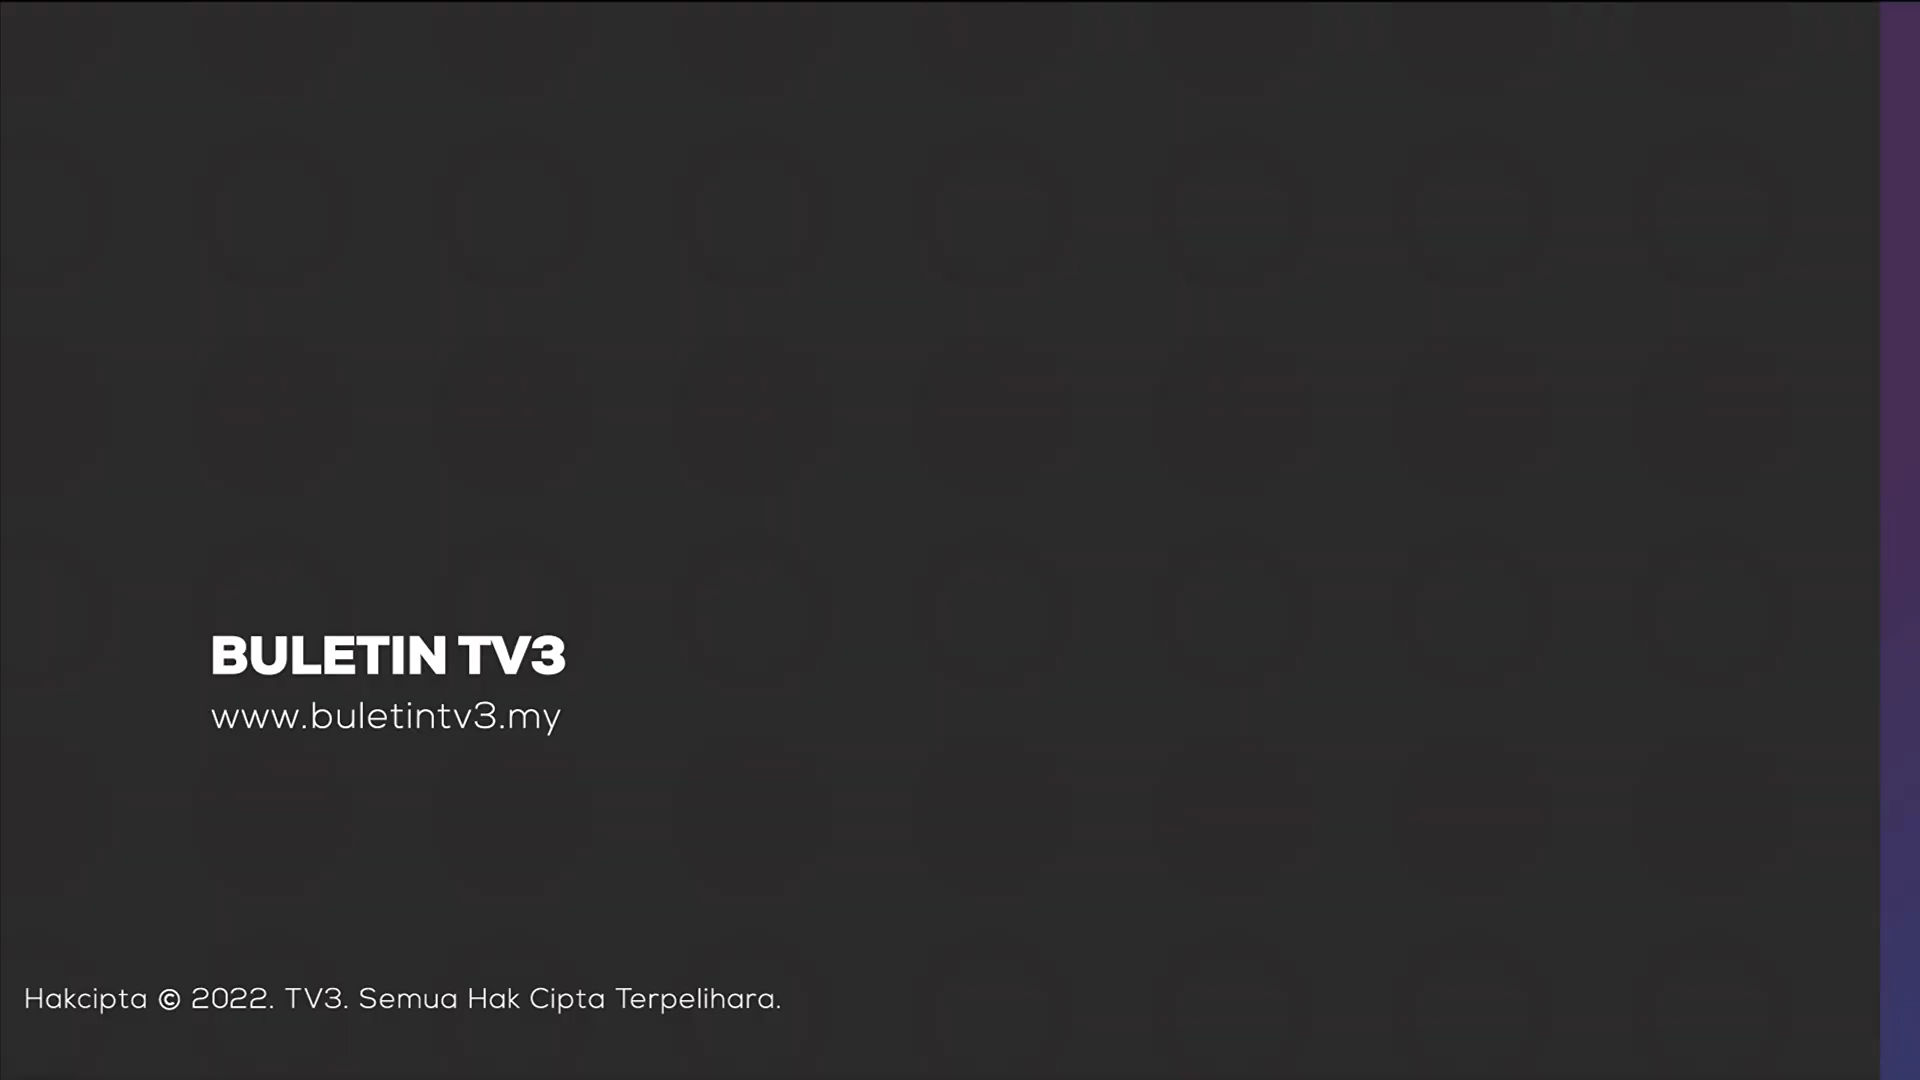 BULETIN TV3
www.buletintv3.my
Hakcipta © 2022. TV3. Semua Hak Cipta Terpelihara.